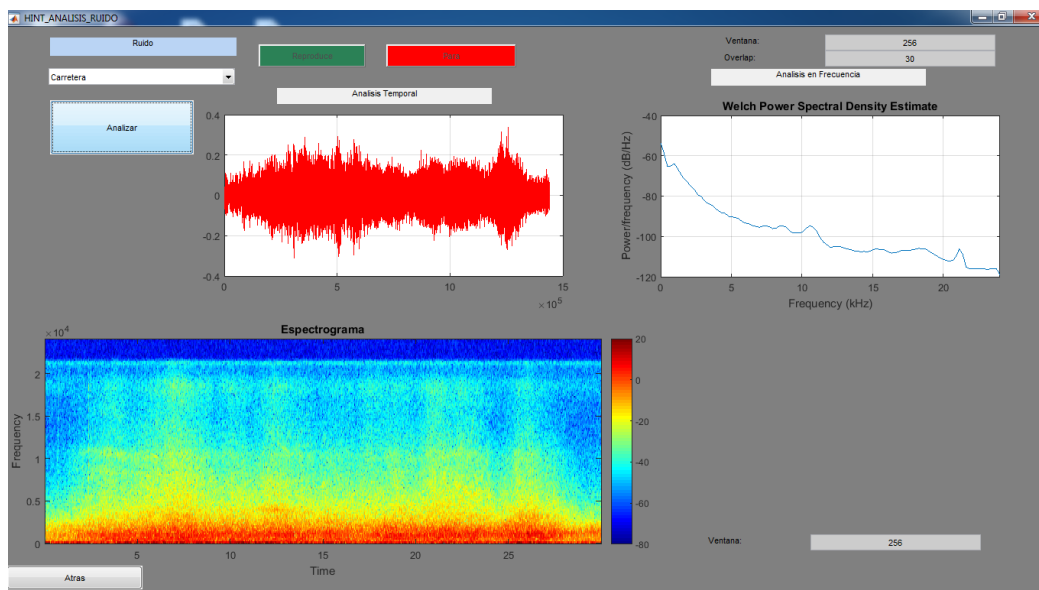 HINT_ANALISIS_RUIDO
Ruido
Carretera
Analizar
Reproduce
Analisis Temporal
0.4
0.2
0
-0.2
-0.4
0 5 10 15
× 10^5
Ventana: 256
Overlap: 30
Analisis en Frecuencia
Welch Power Spectral Density Estimate
Power/frequency (dB/Hz)
-40
-60
-80
-100
-120
0 5 10 15 20
Frequency (kHz)
Espectrograma
× 10^4
Frequency
2
1.5
1
0.5
0
5 10 15 20 25
Time
20
0
-20
-40
-60
-80
Ventana: 256
Atras